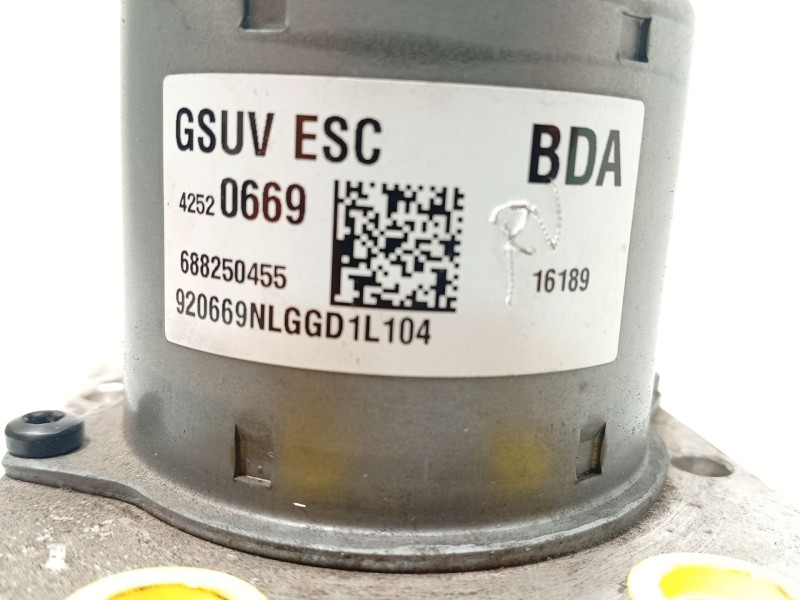 GSUV ESC
BDA
4252 0669
688250455
16189
920669NLGGD1L104